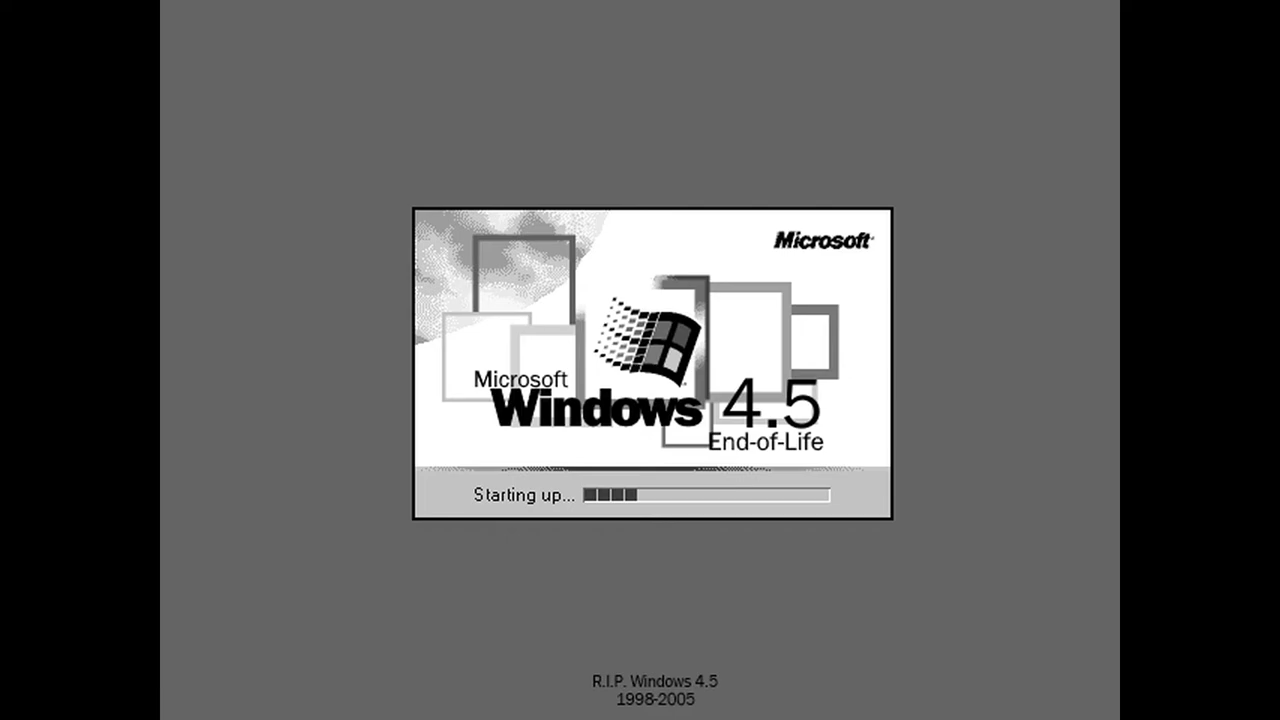 Microsoft
Microsoft
Windows 4.5
End-of-Life
Starting up...
R.I.P. Windows 4.5
1998-2005